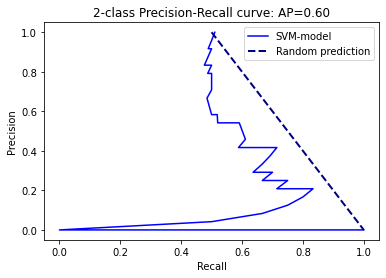 2-class Precision-Recall curve: AP=0.60
SVM-model
Random prediction
Precision
1.0
0.8
0.6
0.4
0.2
0.0
0.0 0.2 0.4 0.6 0.8 1.0
Recall